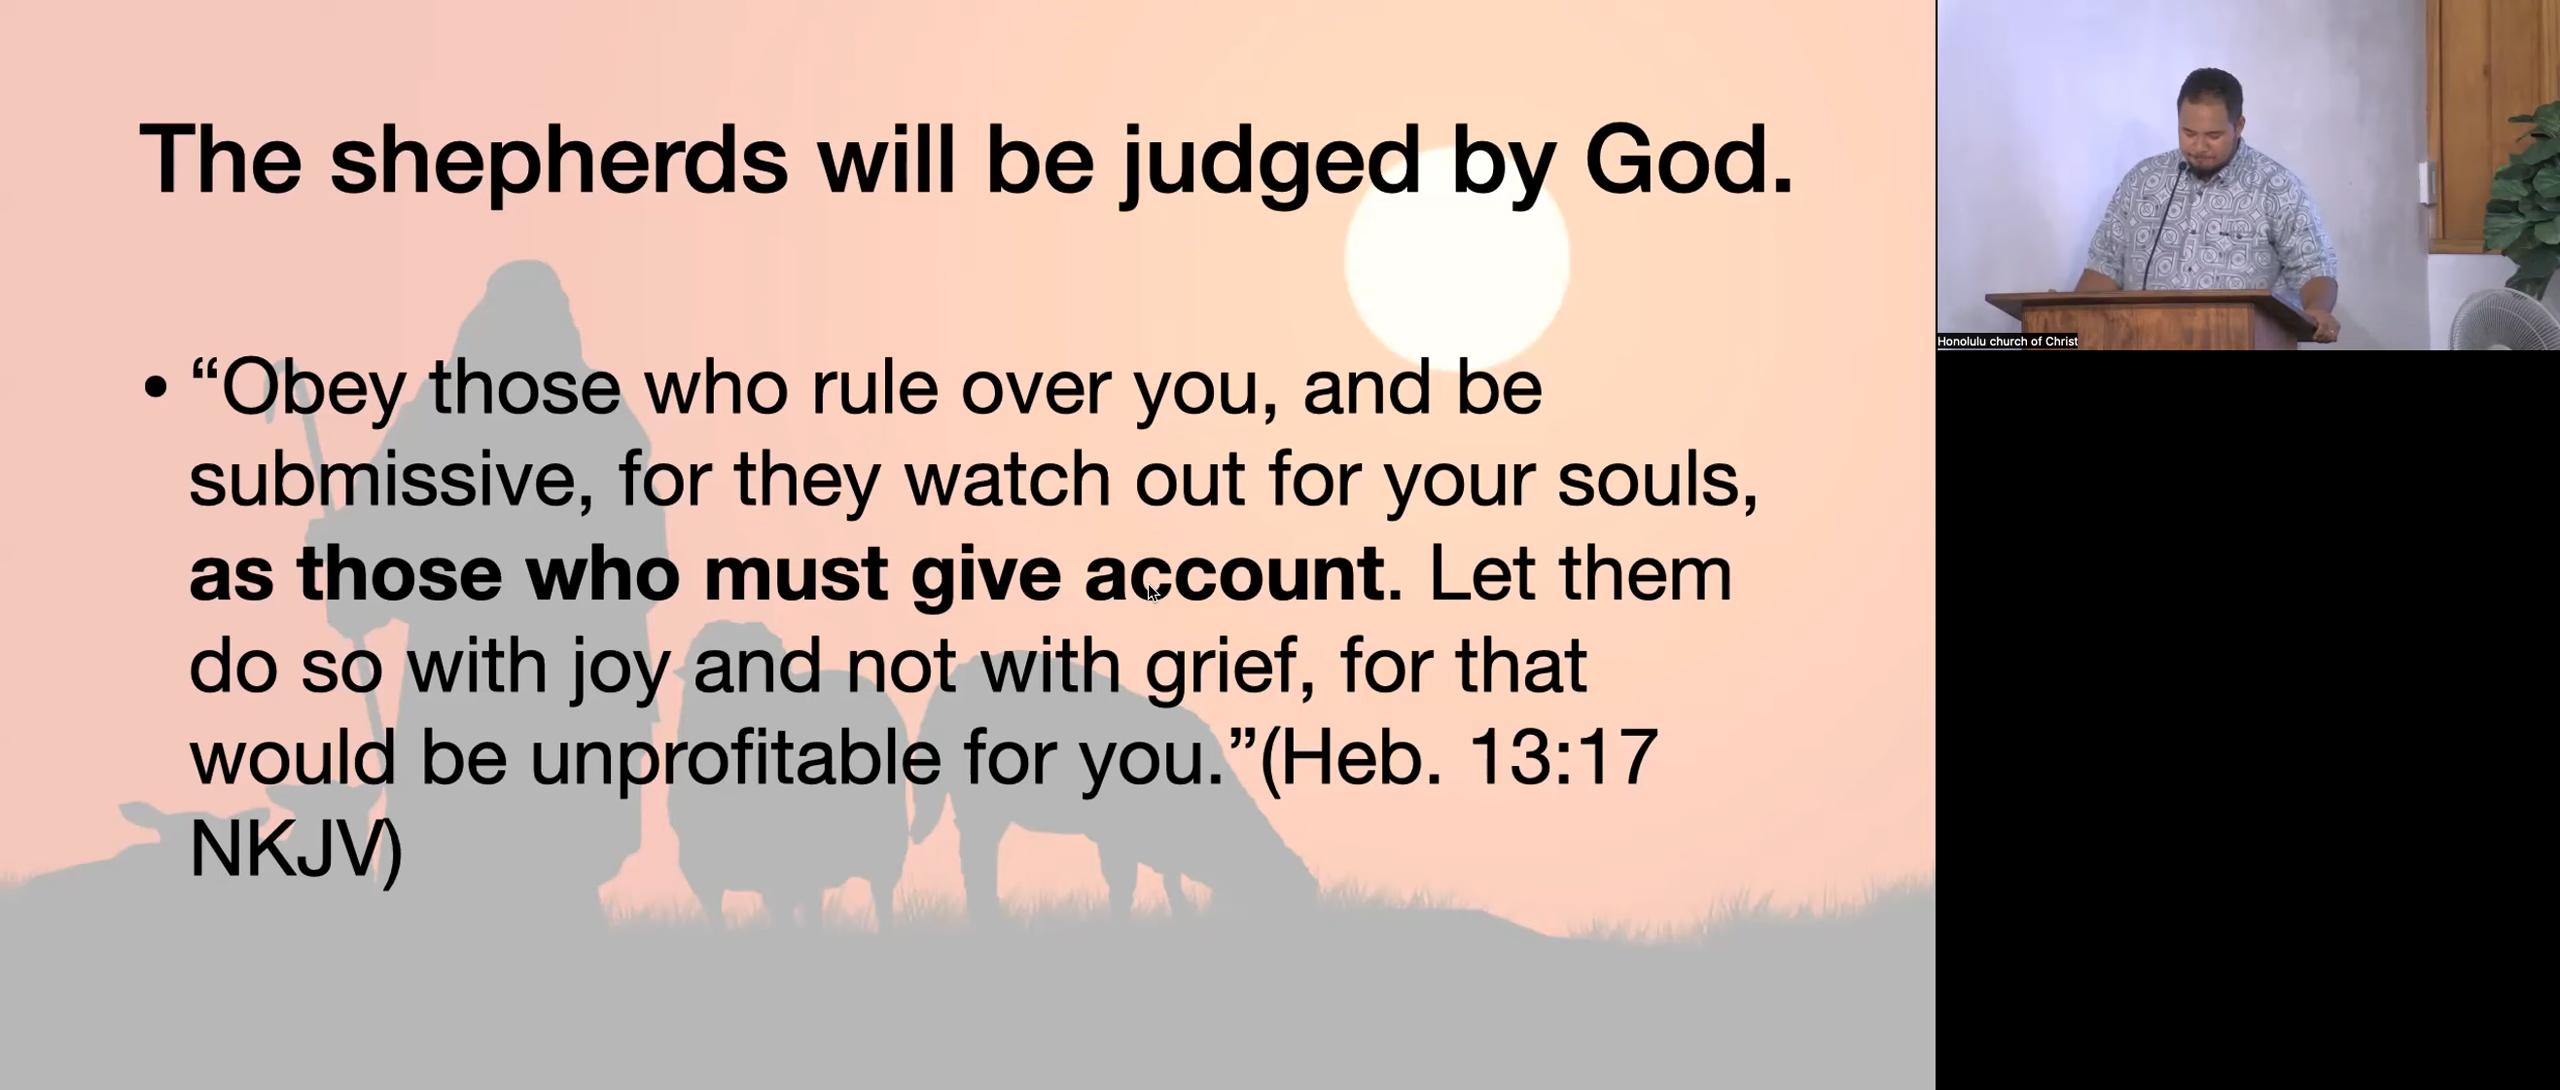 The shepherds will be judged by God.
• “Obey those who rule over you, and be
submissive, for they watch out for your souls,
as those who must give account. Let them
do so with joy and not with grief, for that
would be unprofitable for you.”(Heb. 13:17
NKJV)
Honolulu church of Christ